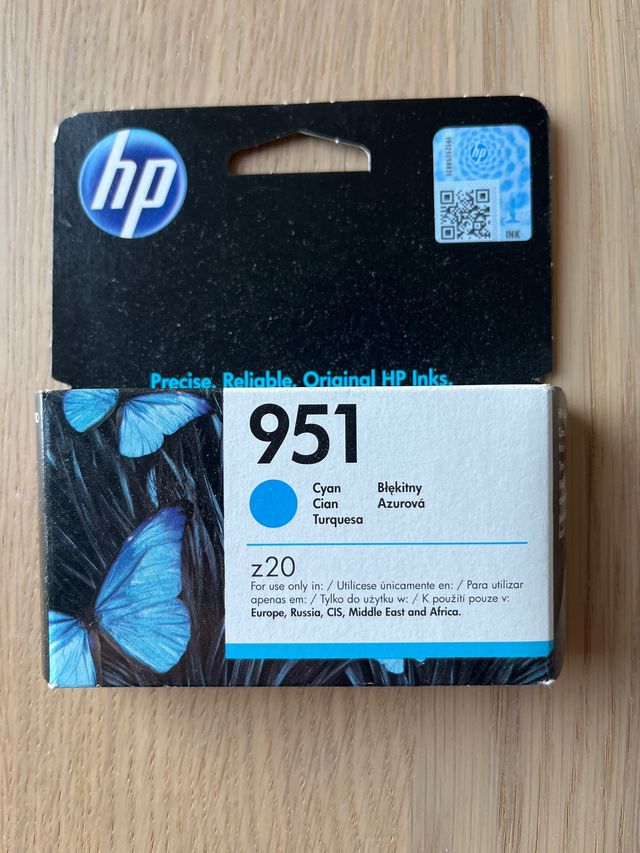 hp
hp
INK
Precise. Reliable. Original HP Inks.
951
Cyan Błękitny
Cian Azurová
Turquesa
z20
For use only in: / Utilícese únicamente en: / Para utilizar
apenas em: / Tylko do użytku w: / K použití pouze v:
Europe, Russia, CIS, Middle East and Africa.